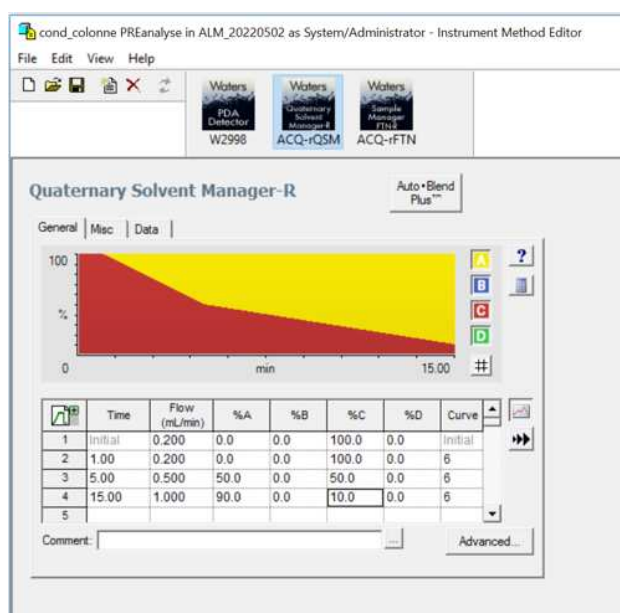 cond_colonne PREanalyse in ALM_20220502 as System/Administrator - Instrument Method Editor
File Edit View Help
Waters Waters Waters
PDA Detector Quaternary Solvent Manager-R Sample Manager FTN-R
W2998 ACQ-rQSM ACQ-rFTN
Quaternary Solvent Manager-R
Auto•Blend Plus™
General Misc Data
100
%
0 min 15.00
A
B
C
D
?
#
Time Flow (mL/min) %A %B %C %D Curve
1 Initial 0.200 0.0 0.0 100.0 0.0 Initial
2 1.00 0.200 0.0 0.0 100.0 0.0 6
3 5.00 0.500 50.0 0.0 50.0 0.0 6
4 15.00 1.000 90.0 0.0 10.0 0.0 6
5
Comment: ... Advanced...